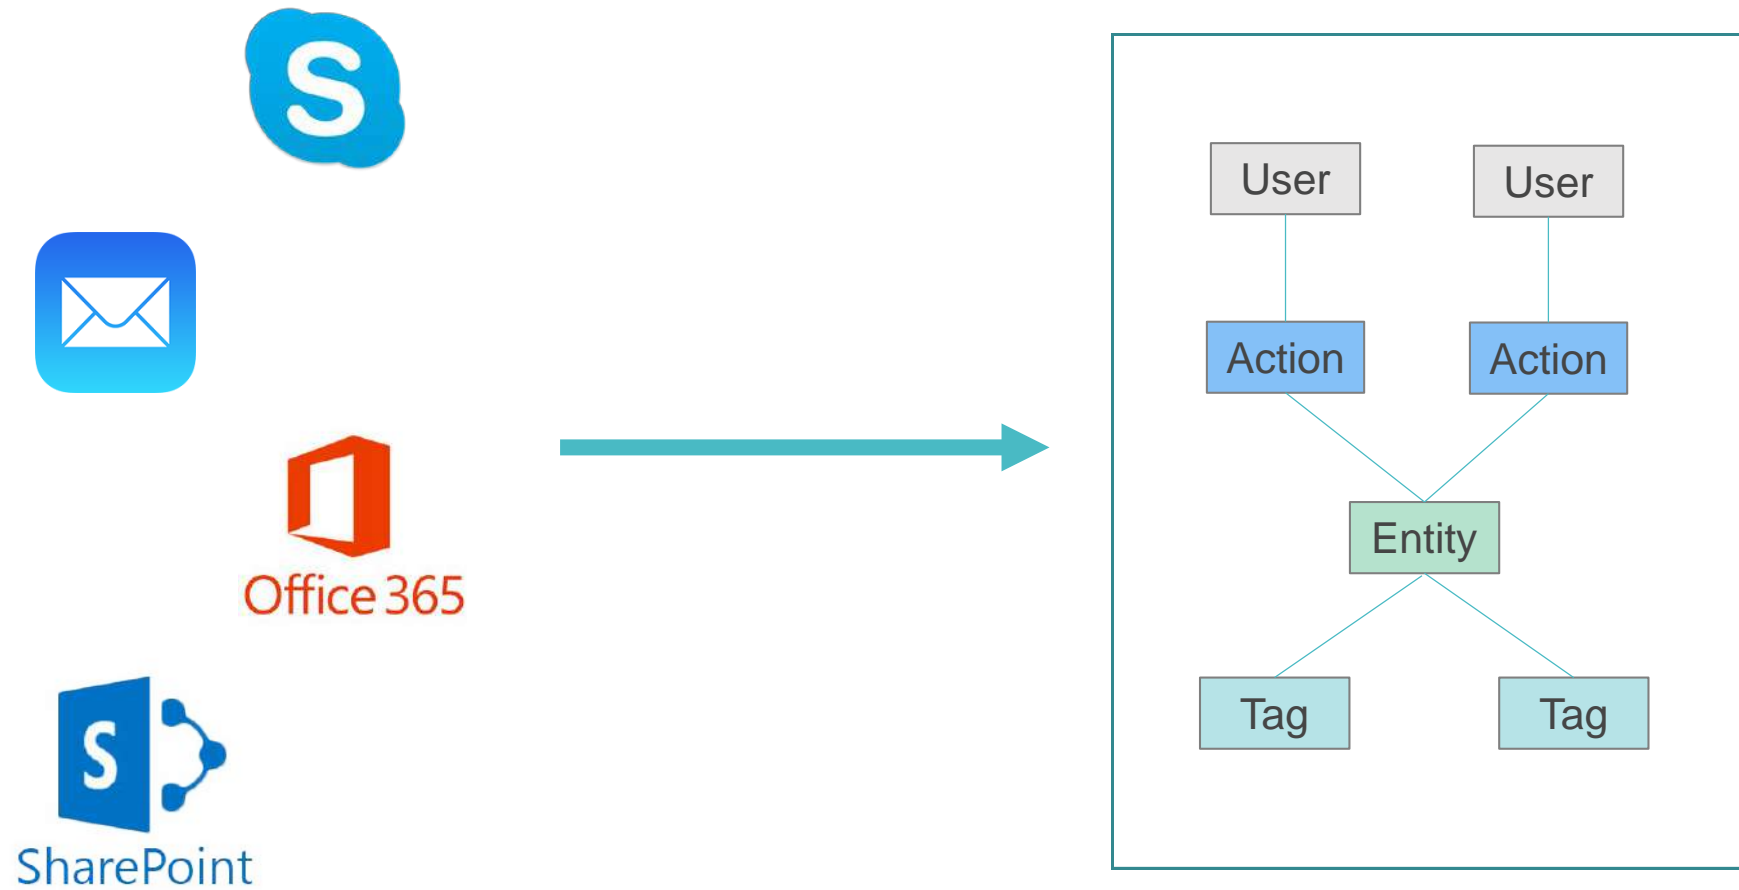 S
Office 365
S
SharePoint
User
User
Action
Action
Entity
Tag
Tag